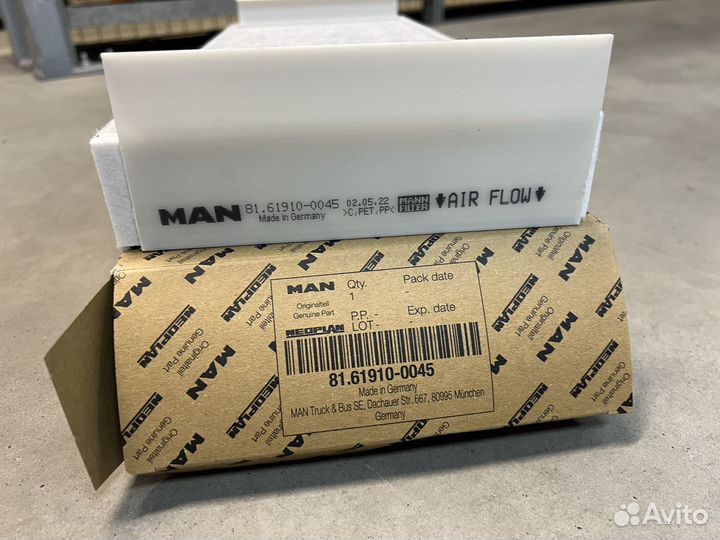 MAN 81.61910-0045 02.05.22 MANN FILTER AIR FLOW
Made in Germany >C,PET,PP<
MAN Qty. Pack date
1 -
Originalteil
Genuine Part P.P. - Exp. date
NEOPLAN LOT - -
81.61910-0045
Made in Germany
MAN Truck & Bus SE, Dachauer Str. 667, 80995 München
Germany
MAN
Originalteil
Genuine Part
NEOPLAN
Avito